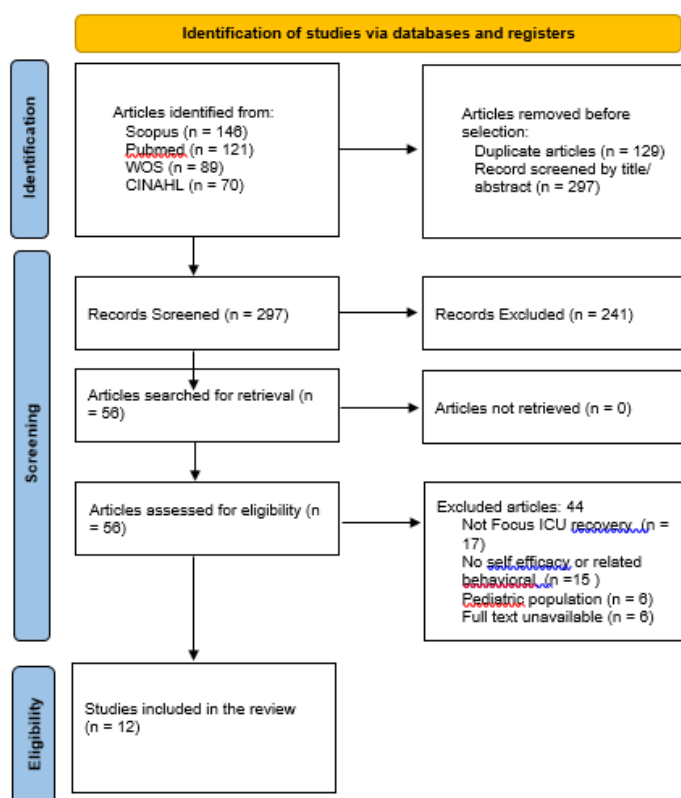 Identification of studies via databases and registers
Identification
Articles identified from:
Scopus (n = 146)
Pubmed (n = 121)
WOS (n = 89)
CINAHL (n = 70)
Articles removed before
selection:
Duplicate articles (n = 129)
Record screened by title/
abstract (n = 297)
Screening
Records Screened (n = 297)
Records Excluded (n = 241)
Articles searched for retrieval (n
= 56)
Articles not retrieved (n = 0)
Articles assessed for eligibility (n
= 56)
Excluded articles: 44
Not Focus ICU recovery (n =
17)
No self efficacy or related
behavioral (n =15 )
Pediatric population (n = 6)
Full text unavailable (n = 6)
Eligibility
Studies included in the review
(n = 12)